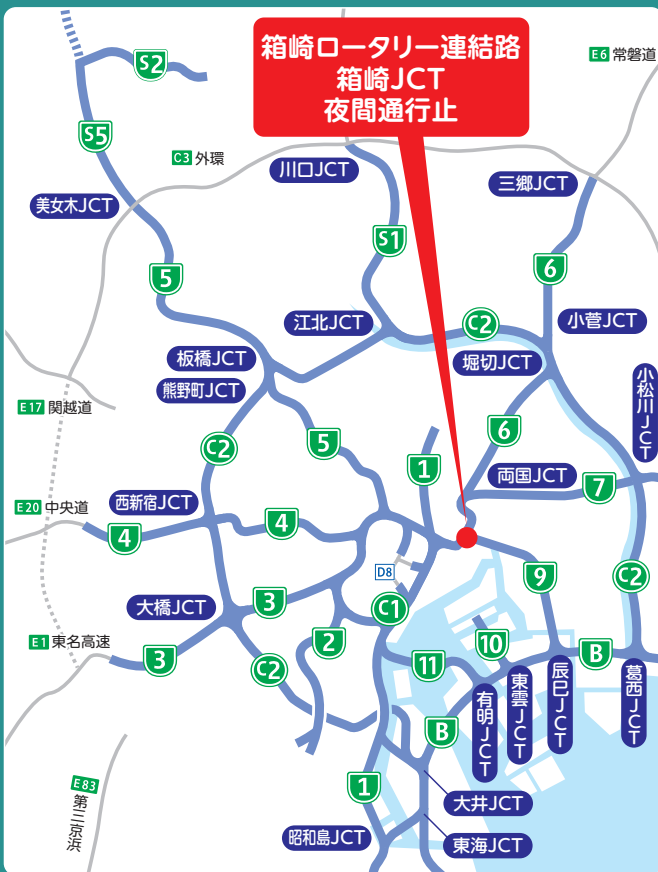 箱崎ロータリー連結路
箱崎JCT
夜間通行止
E6 常磐道
S2
S5
C3 外環
川口JCT
三郷JCT
美女木JCT
S1
6
5
江北JCT
C2
小菅JCT
板橋JCT
堀切JCT
熊野町JCT
小松川JCT
E17 関越道
C2
5
1
6
両国JCT
7
E20 中央道
西新宿JCT
4
4
D8
9
C2
大橋JCT
3
C1
E1 東名高速
3
2
10
B
C2
11
有明JCT
東雲JCT
辰巳JCT
葛西JCT
B
E83
第三京浜
1
大井JCT
昭和島JCT
東海JCT